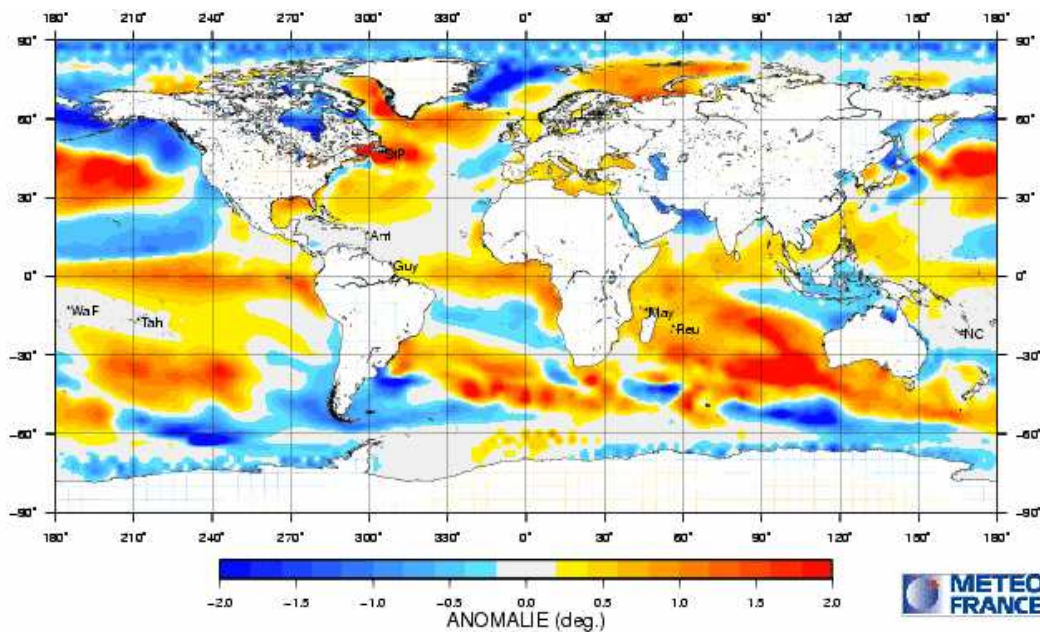 180° 210° 240° 270° 300° 330° 0° 30° 60° 90° 120° 150° 180°
90° 90°
60° 60°
SIP
30° 30°
Ant
Guy
0° 0°
WaF Tah May Reu NC
-30° -30°
-60° -60°
-90° -90°
180° 210° 240° 270° 300° 330° 0° 30° 60° 90° 120° 150° 180°
-2.0 -1.5 -1.0 -0.5 0.0 0.5 1.0 1.5 2.0
ANOMALIE (deg.)
METEO
FRANCE